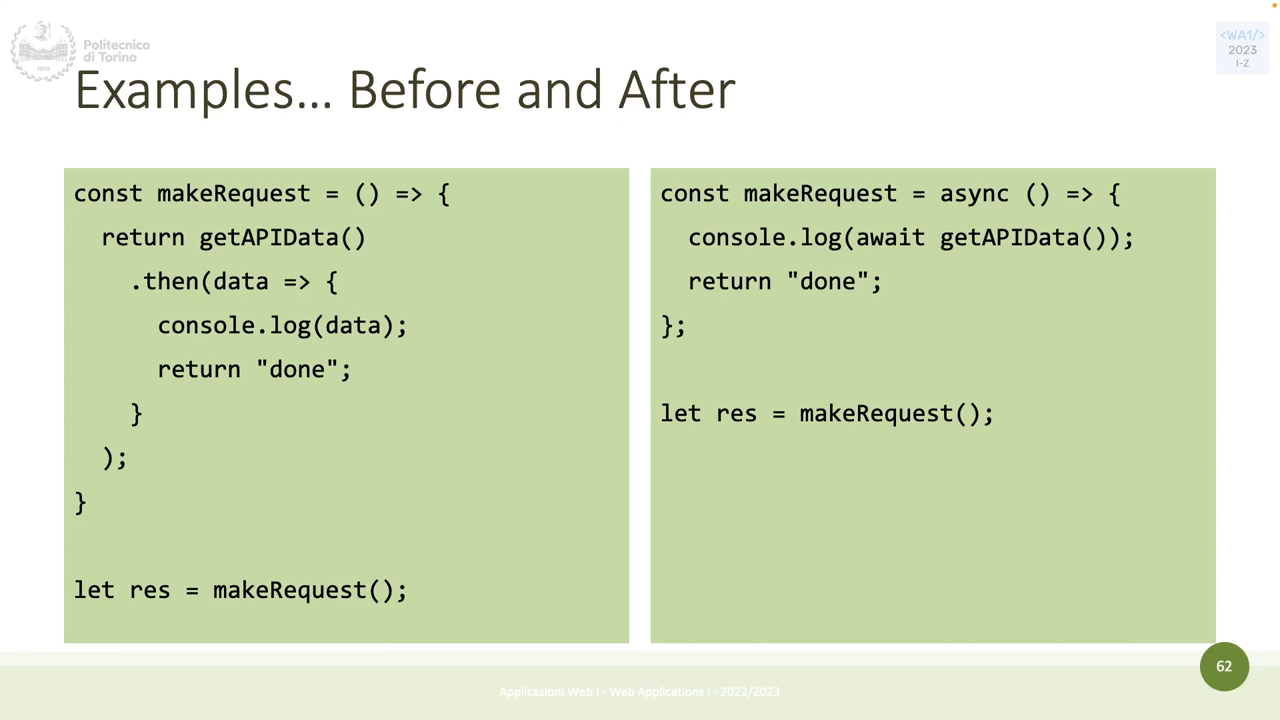 Politecnico
di Torino
1859
<WA1/>
2023
I-Z
Examples… Before and After
const makeRequest = () => {
  return getAPIData()
    .then(data => {
      console.log(data);
      return "done";
    }
  );
}
let res = makeRequest();
const makeRequest = async () => {
  console.log(await getAPIData());
  return "done";
};
let res = makeRequest();
62
Applicazioni Web I - Web Applications I - 2022/2023